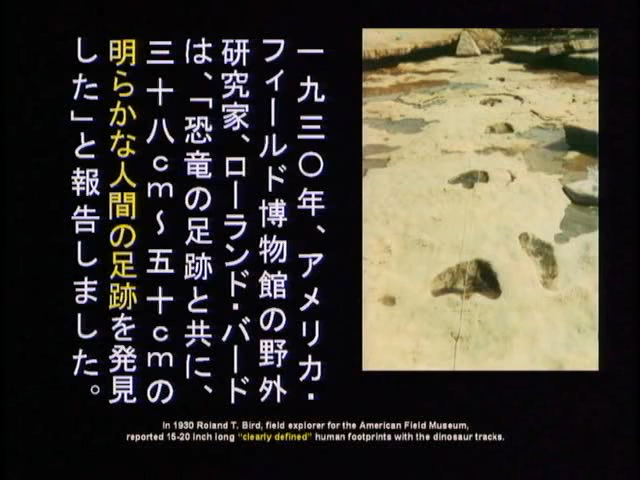 一九三〇年、アメリカ・
フィールド博物館の野外
研究家、ローランド・バード
は、「恐竜の足跡と共に、
三十八ｃｍ～五十ｃｍの
明らかな人間の足跡を発見
した」と報告しました。
In 1930 Roland T. Bird, field explorer for the American Field Museum,
reported 15-20 inch long "clearly defined" human footprints with the dinosaur tracks.